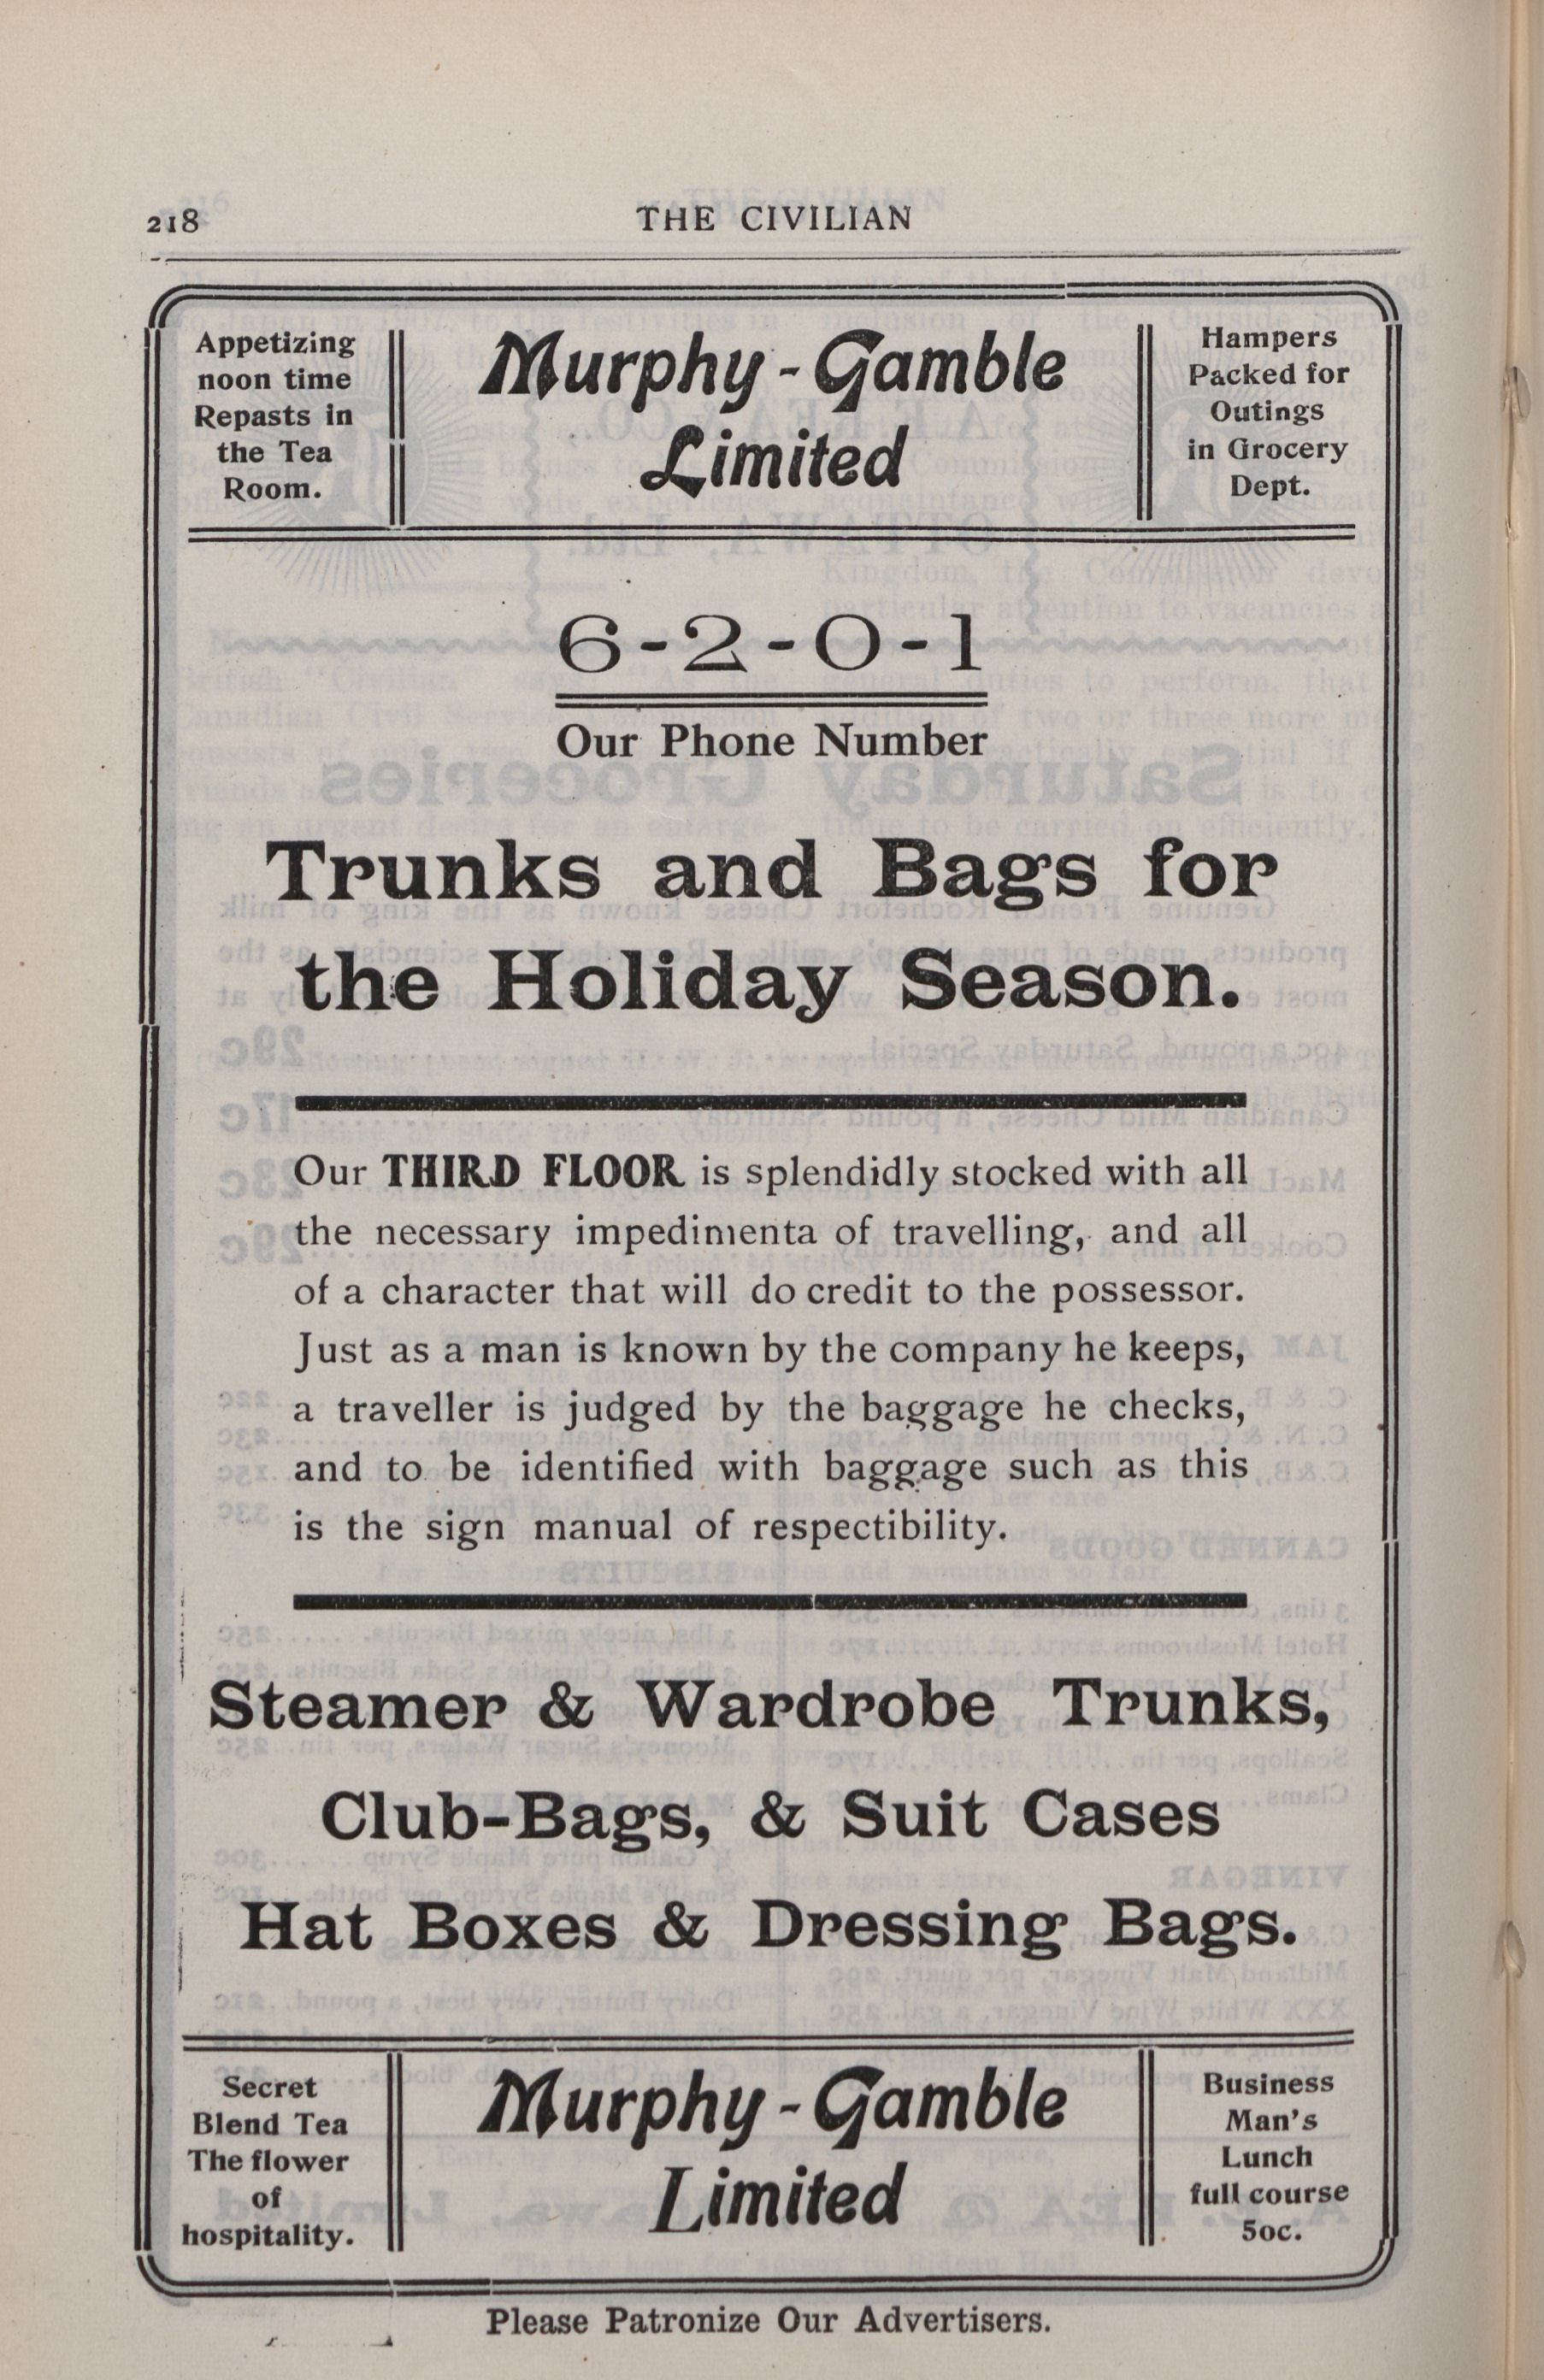 218
THE CIVILIAN
Appetizing
noon time
Repasts in
the Tea
Room.
Murphy-Gamble
Limited
Hampers
Packed for
Outings
in Grocery
Dept.
6-2-0-1
Our Phone Number
Trunks and Bags for
the Holiday Season.
Our THIRD FLOOR is splendidly stocked with all
the necessary impedimenta of travelling, and all
of a character that will do credit to the possessor.
Just as a man is known by the company he keeps,
a traveller is judged by the baggage he checks,
and to be identified with baggage such as this
is the sign manual of respectibility.
Steamer & Wardrobe Trunks,
Club-Bags, & Suit Cases
Hat Boxes & Dressing Bags.
Secret
Blend Tea
The flower
of
hospitality.
Murphy-Gamble
Limited
Business
Man's
Lunch
full course
50c.
Please Patronize Our Advertisers.